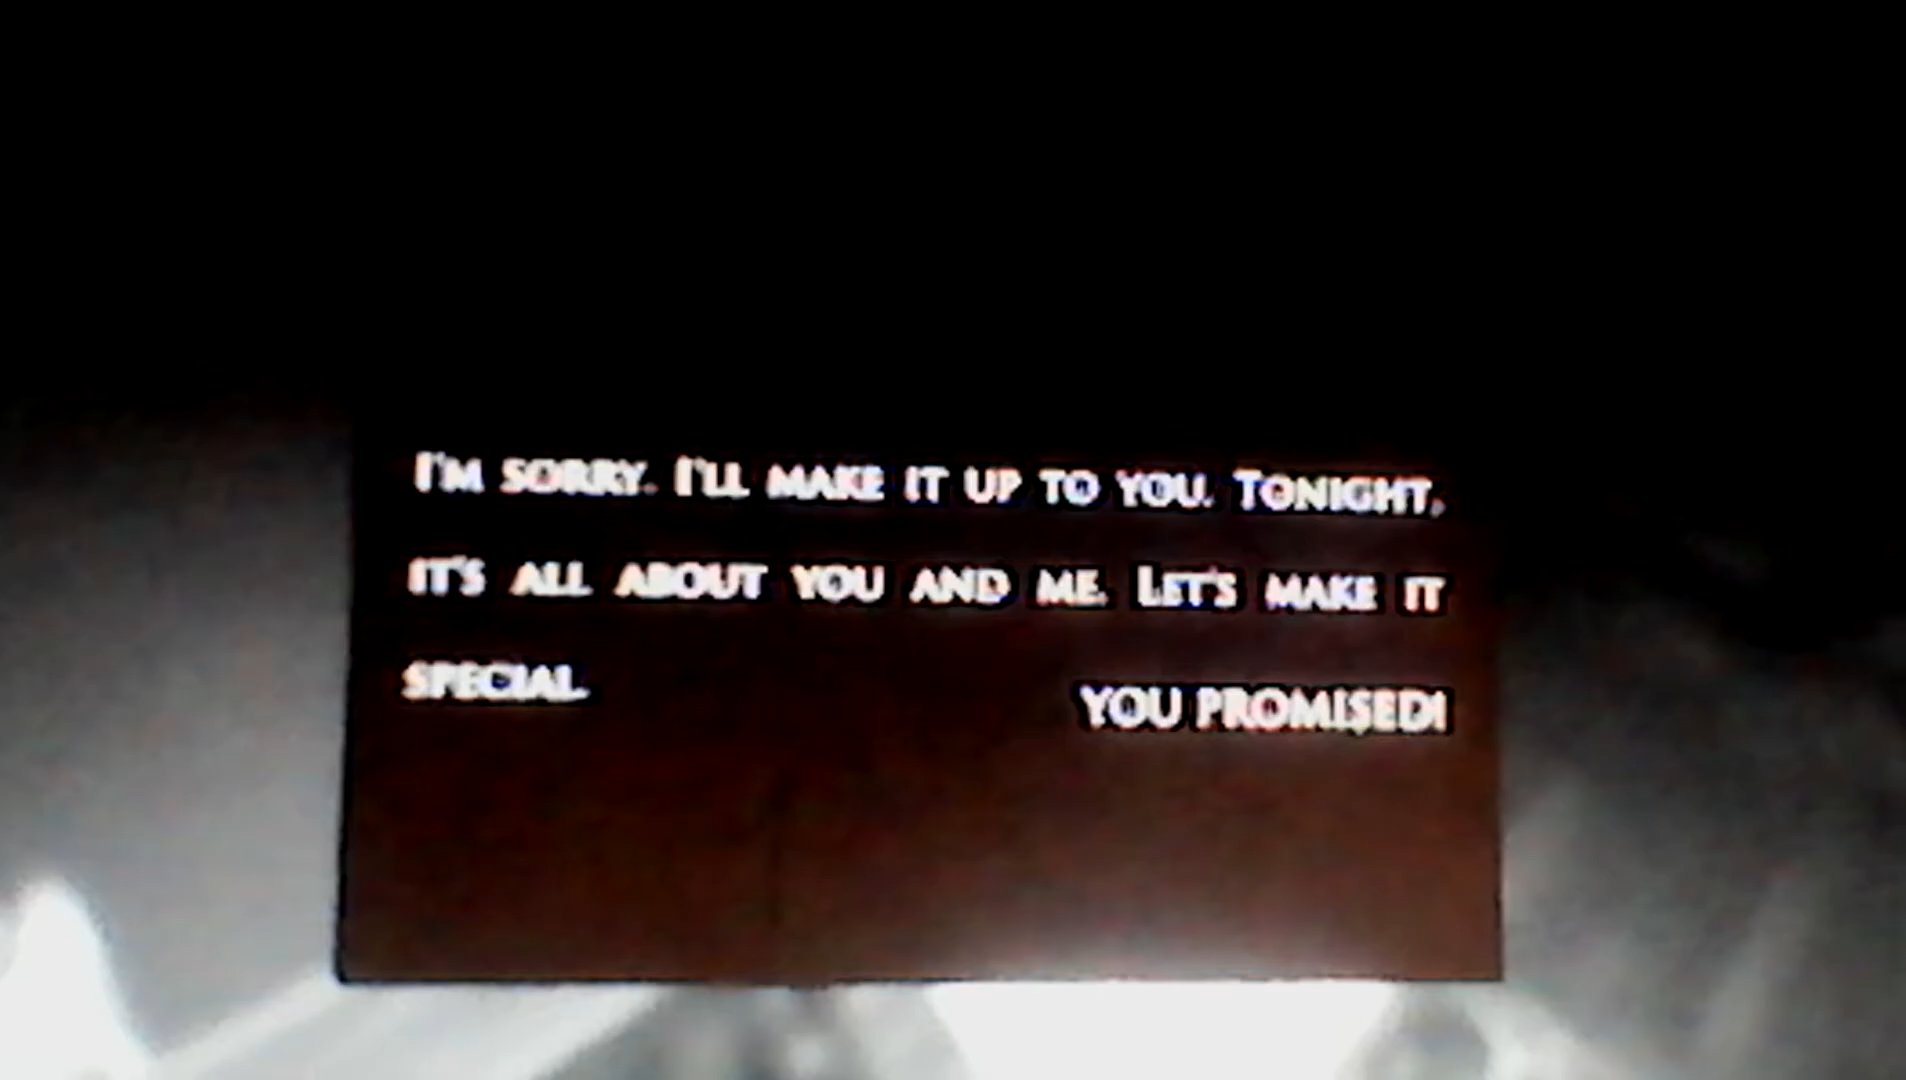 I'M SORRY. I'LL MAKE IT UP TO YOU. TONIGHT,
IT'S ALL ABOUT YOU AND ME. LET'S MAKE IT
SPECIAL.
YOU PROMISED!